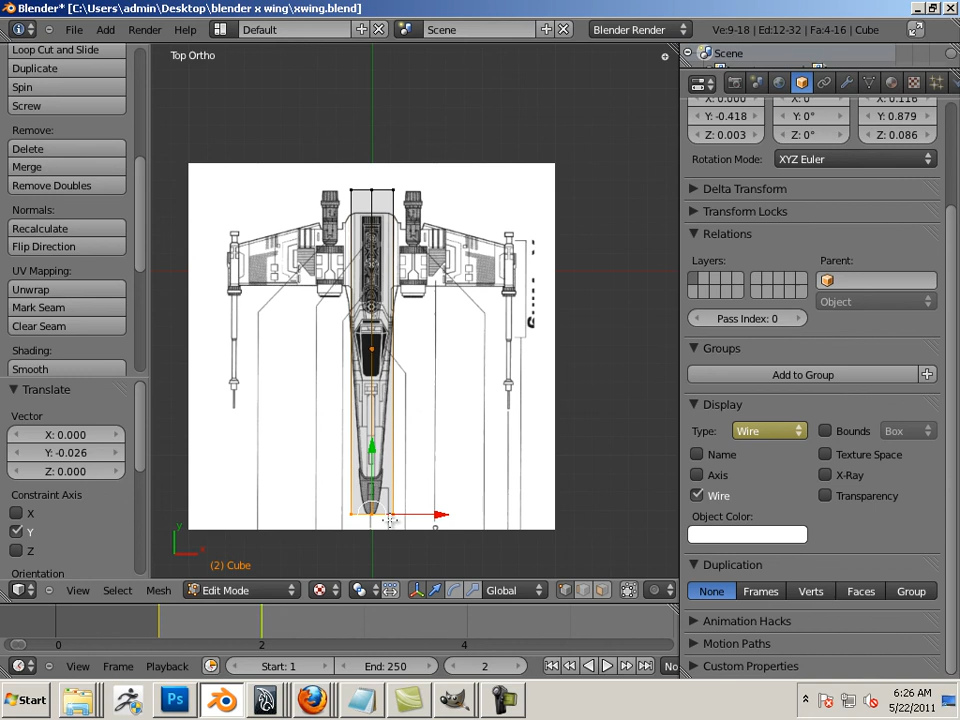 Blender* [C:\Users\admin\Desktop\blender x wing\xwing.blend]
File Add Render Help Default Scene Blender Render Ve:9-18 | Ed:12-32 | Fa:4-16 | Cube
Loop Cut and Slide
Duplicate
Spin
Screw
Remove:
Delete
Merge
Remove Doubles
Normals:
Recalculate
Flip Direction
UV Mapping:
Unwrap
Mark Seam
Clear Seam
Shading:
Smooth
Translate
Vector
X: 0.000
Y: -0.026
Z: 0.000
Constraint Axis
X
Y
Z
Orientation
Top Ortho
y
x
(2) Cube
View Select Mesh Edit Mode Global
0 2 4
View Frame Playback Start: 1 End: 250 2 No
Scene
X: 0.000 X: 0° X: 0.116
Y: -0.418 Y: 0° Y: 0.879
Z: 0.003 Z: 0° Z: 0.086
Rotation Mode: XYZ Euler
Delta Transform
Transform Locks
Relations
Layers: Parent:
Object
Pass Index: 0
Groups
Add to Group
Display
Type: Wire Bounds Box
Name Texture Space
Axis X-Ray
Wire Transparency
Object Color:
Duplication
None Frames Verts Faces Group
Animation Hacks
Motion Paths
Custom Properties
Start Ps 6:26 AM
5/22/2011